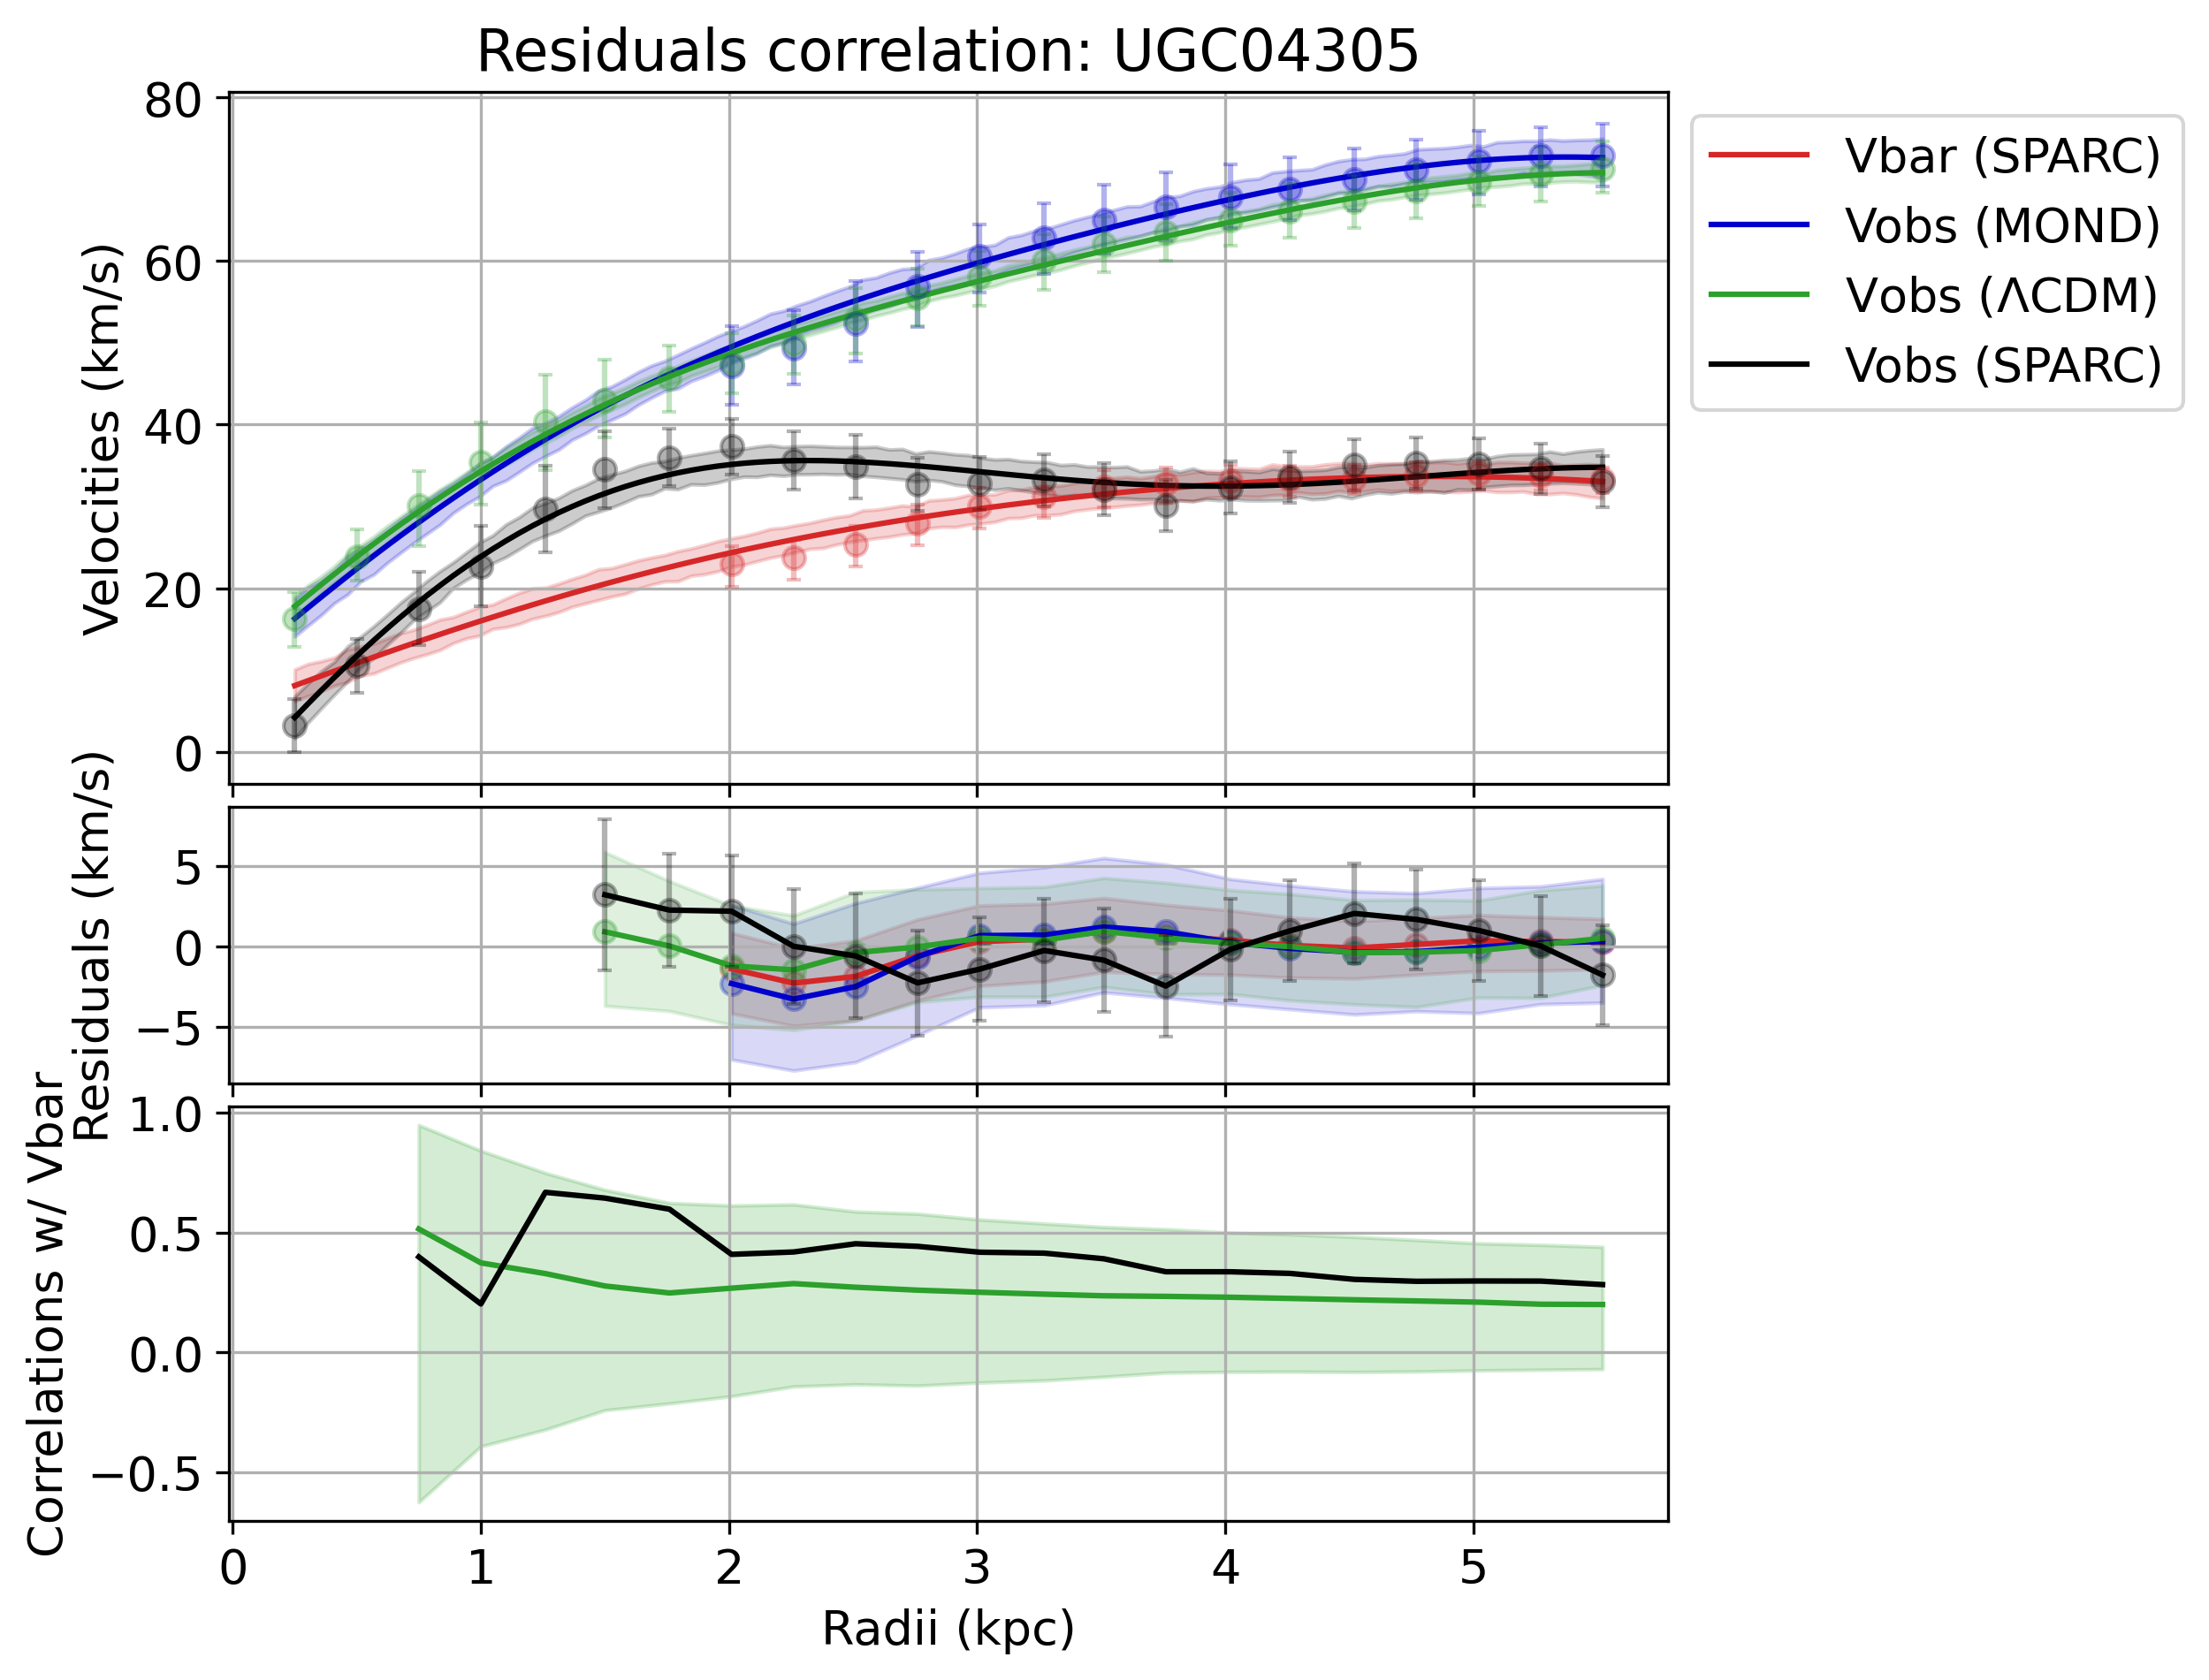 Residuals correlation: UGC04305
Velocities (km/s)
80
60
40
20
0
Vbar (SPARC)
Vobs (MOND)
Vobs (ΛCDM)
Vobs (SPARC)
Residuals (km/s)
5
0
−5
Correlations w/ Vbar
1.0
0.5
0.0
−0.5
0 1 2 3 4 5
Radii (kpc)